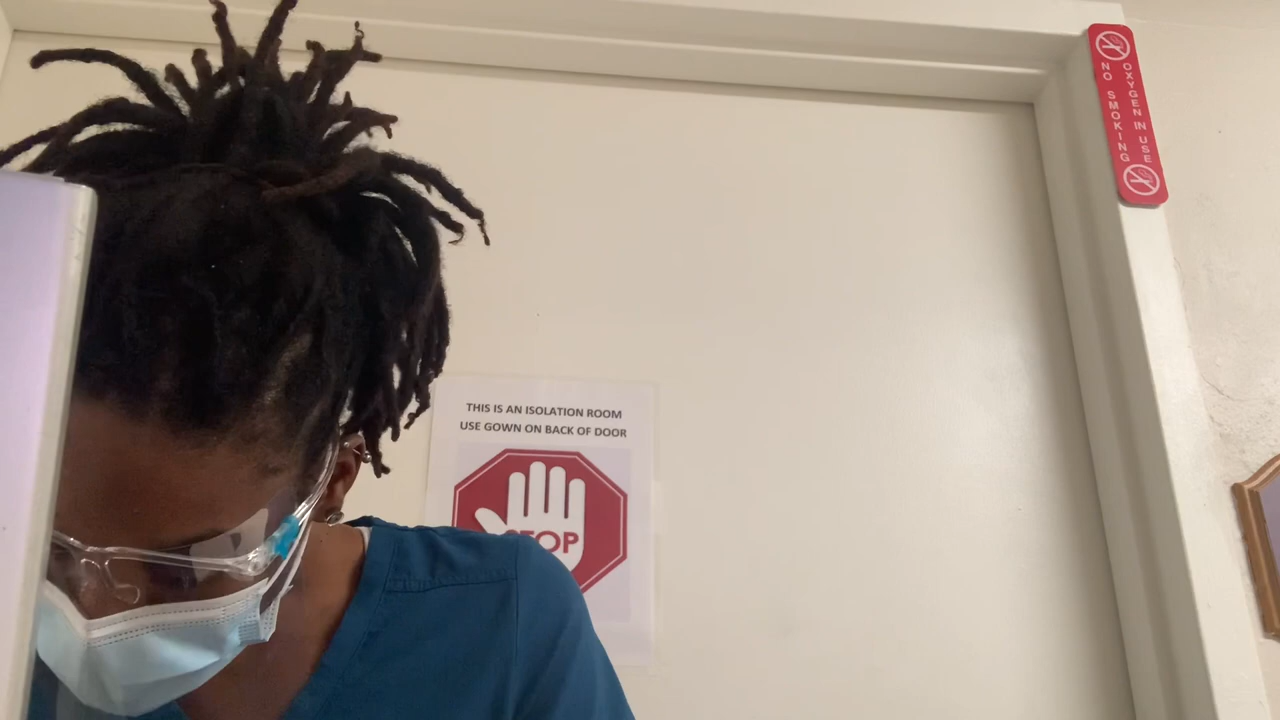 THIS IS AN ISOLATION ROOM
USE GOWN ON BACK OF DOOR
STOP
NO SMOKING
OXYGEN IN USE